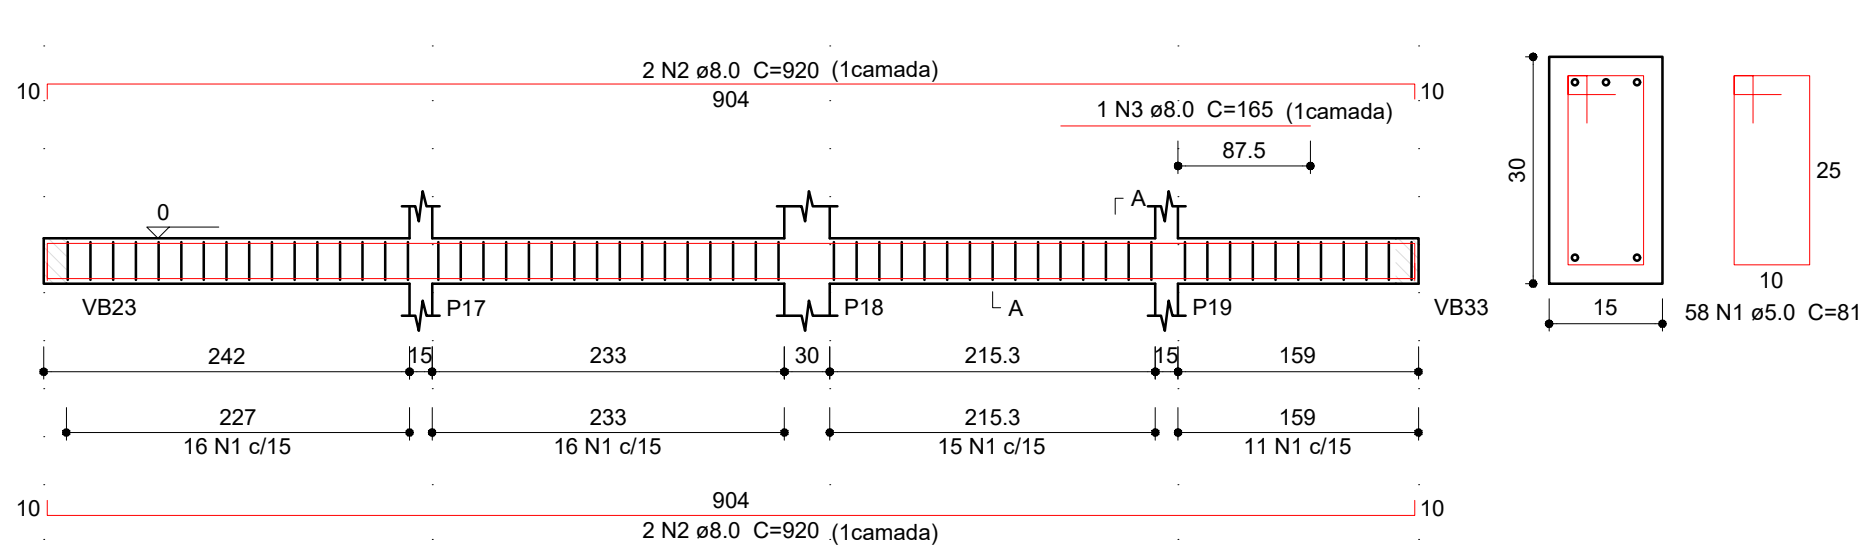 2 N2 ø8.0 C=920 (1camada)
10 904 10
1 N3 ø8.0 C=165 (1camada)
87.5
A
0
VB23 P17 P18 A P19 VB33
242 15 233 30 215.3 15 159
227 233 215.3 159
16 N1 c/15 16 N1 c/15 15 N1 c/15 11 N1 c/15
10 904 10
2 N2 ø8.0 C=920 (1camada)
30
15
25
10
58 N1 ø5.0 C=81